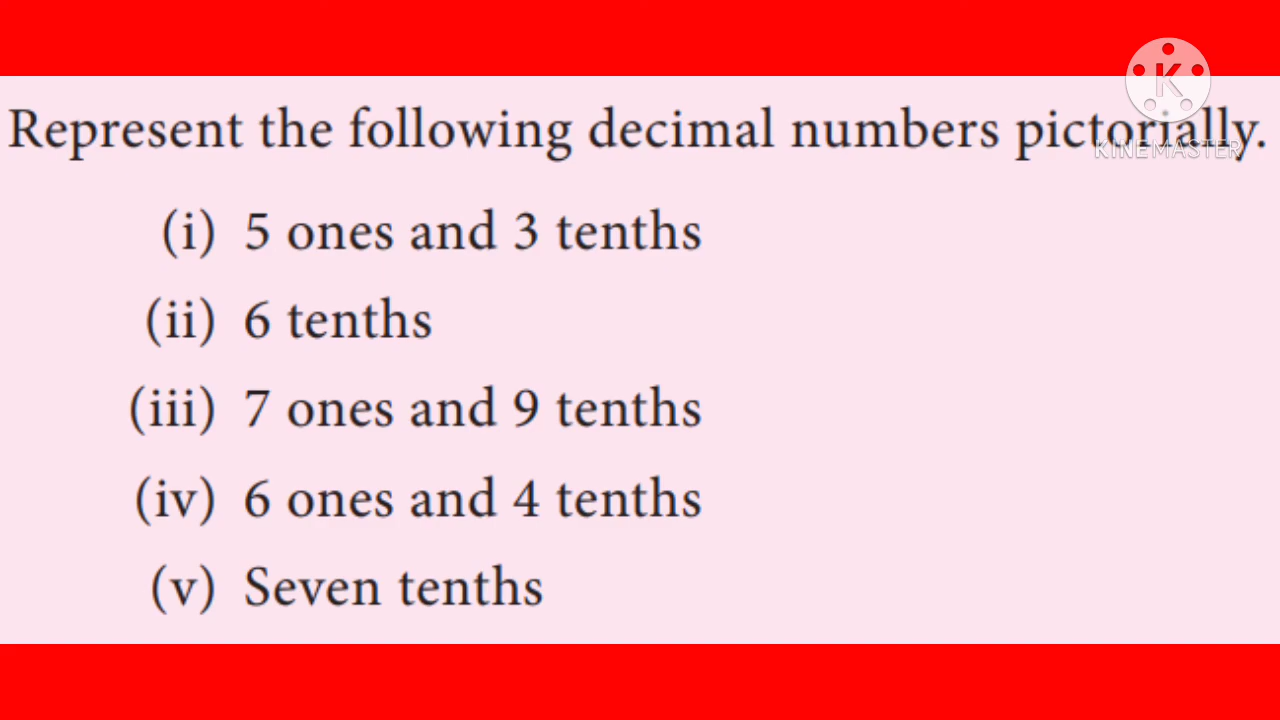 K
KINEMASTER
Represent the following decimal numbers pictorially.
(i) 5 ones and 3 tenths
(ii) 6 tenths
(iii) 7 ones and 9 tenths
(iv) 6 ones and 4 tenths
(v) Seven tenths